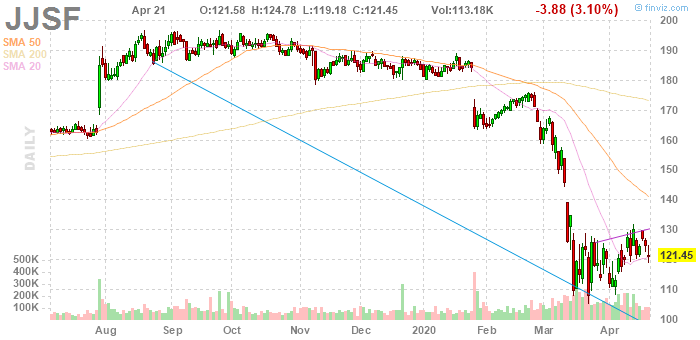 JJSF Apr 21 O:121.58 H:124.78 L:119.18 C:121.45 Vol:113.18K -3.88 (3.10%) © finviz.com
SMA 50
SMA 200
SMA 20
DAILY
200
190
180
170
160
150
140
130
121.45
110
100
500K
400K
300K
200K
100K
Aug Sep Oct Nov Dec 2020 Feb Mar Apr